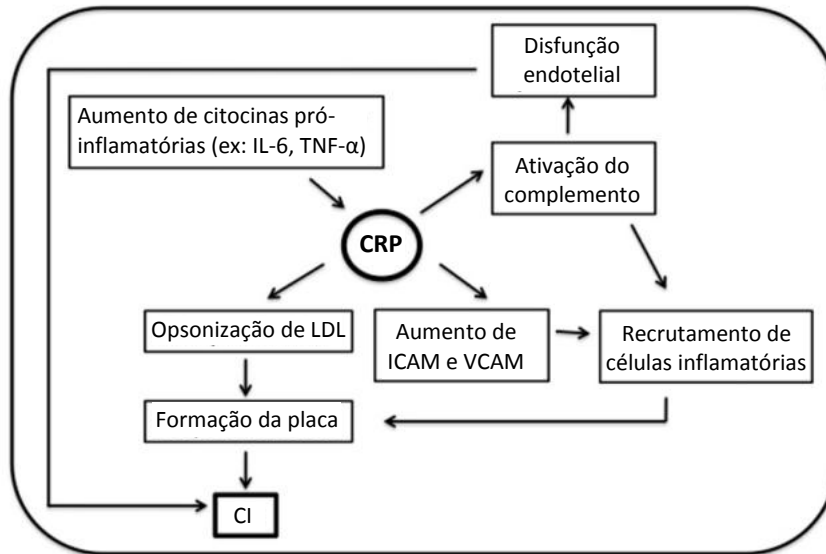 Disfunção
endotelial
Aumento de citocinas pró-
inflamatórias (ex: IL-6, TNF-α)
Ativação do
complemento
CRP
Opsonização de LDL
Aumento de
ICAM e VCAM
Recrutamento de
células inflamatórias
Formação da placa
CI